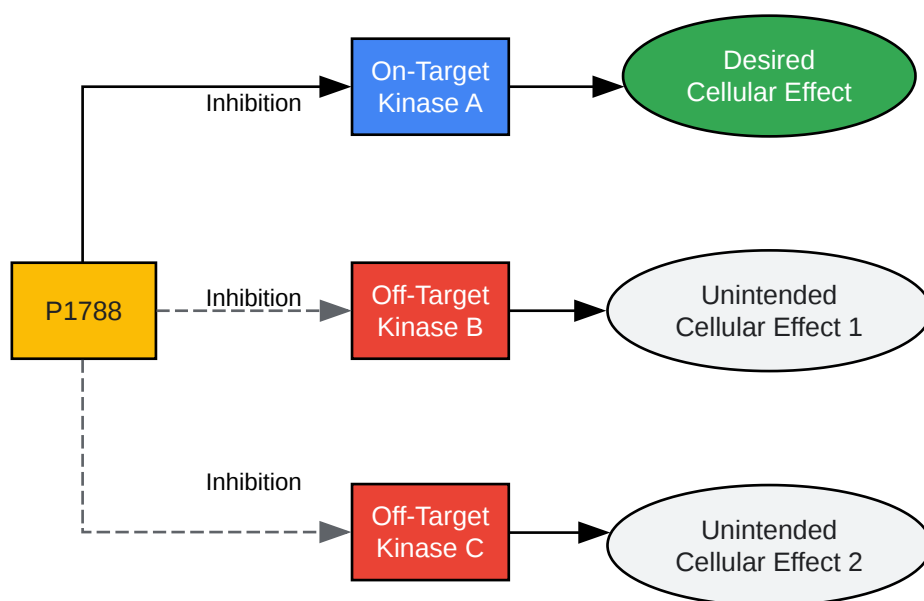 On-Target
Kinase A
Desired
Cellular Effect
Inhibition
P1788
Inhibition
Off-Target
Kinase B
Unintended
Cellular Effect 1
Inhibition
Off-Target
Kinase C
Unintended
Cellular Effect 2